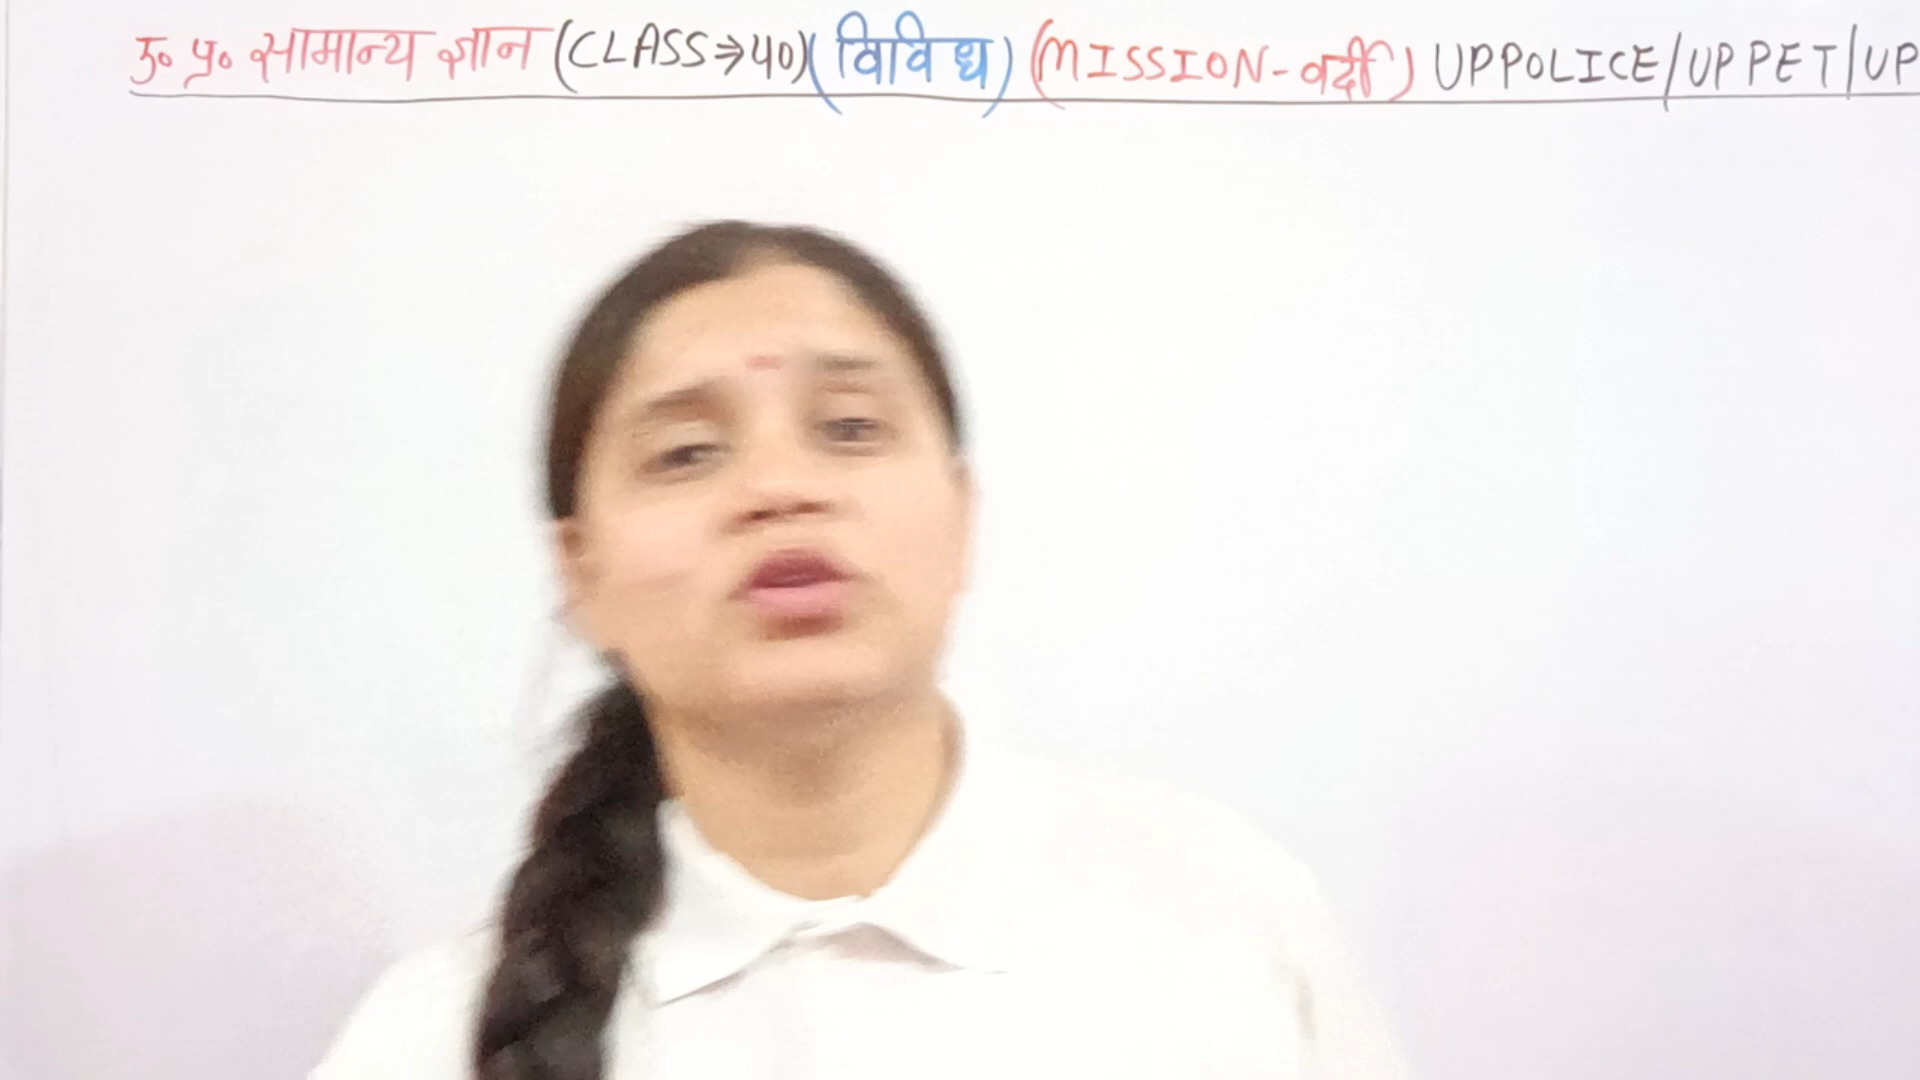 उ० प्र० सामान्य ज्ञान (CLASS⇒40) (विविध) (MISSION-वर्दी) UPPOLICE/UPPET/UP